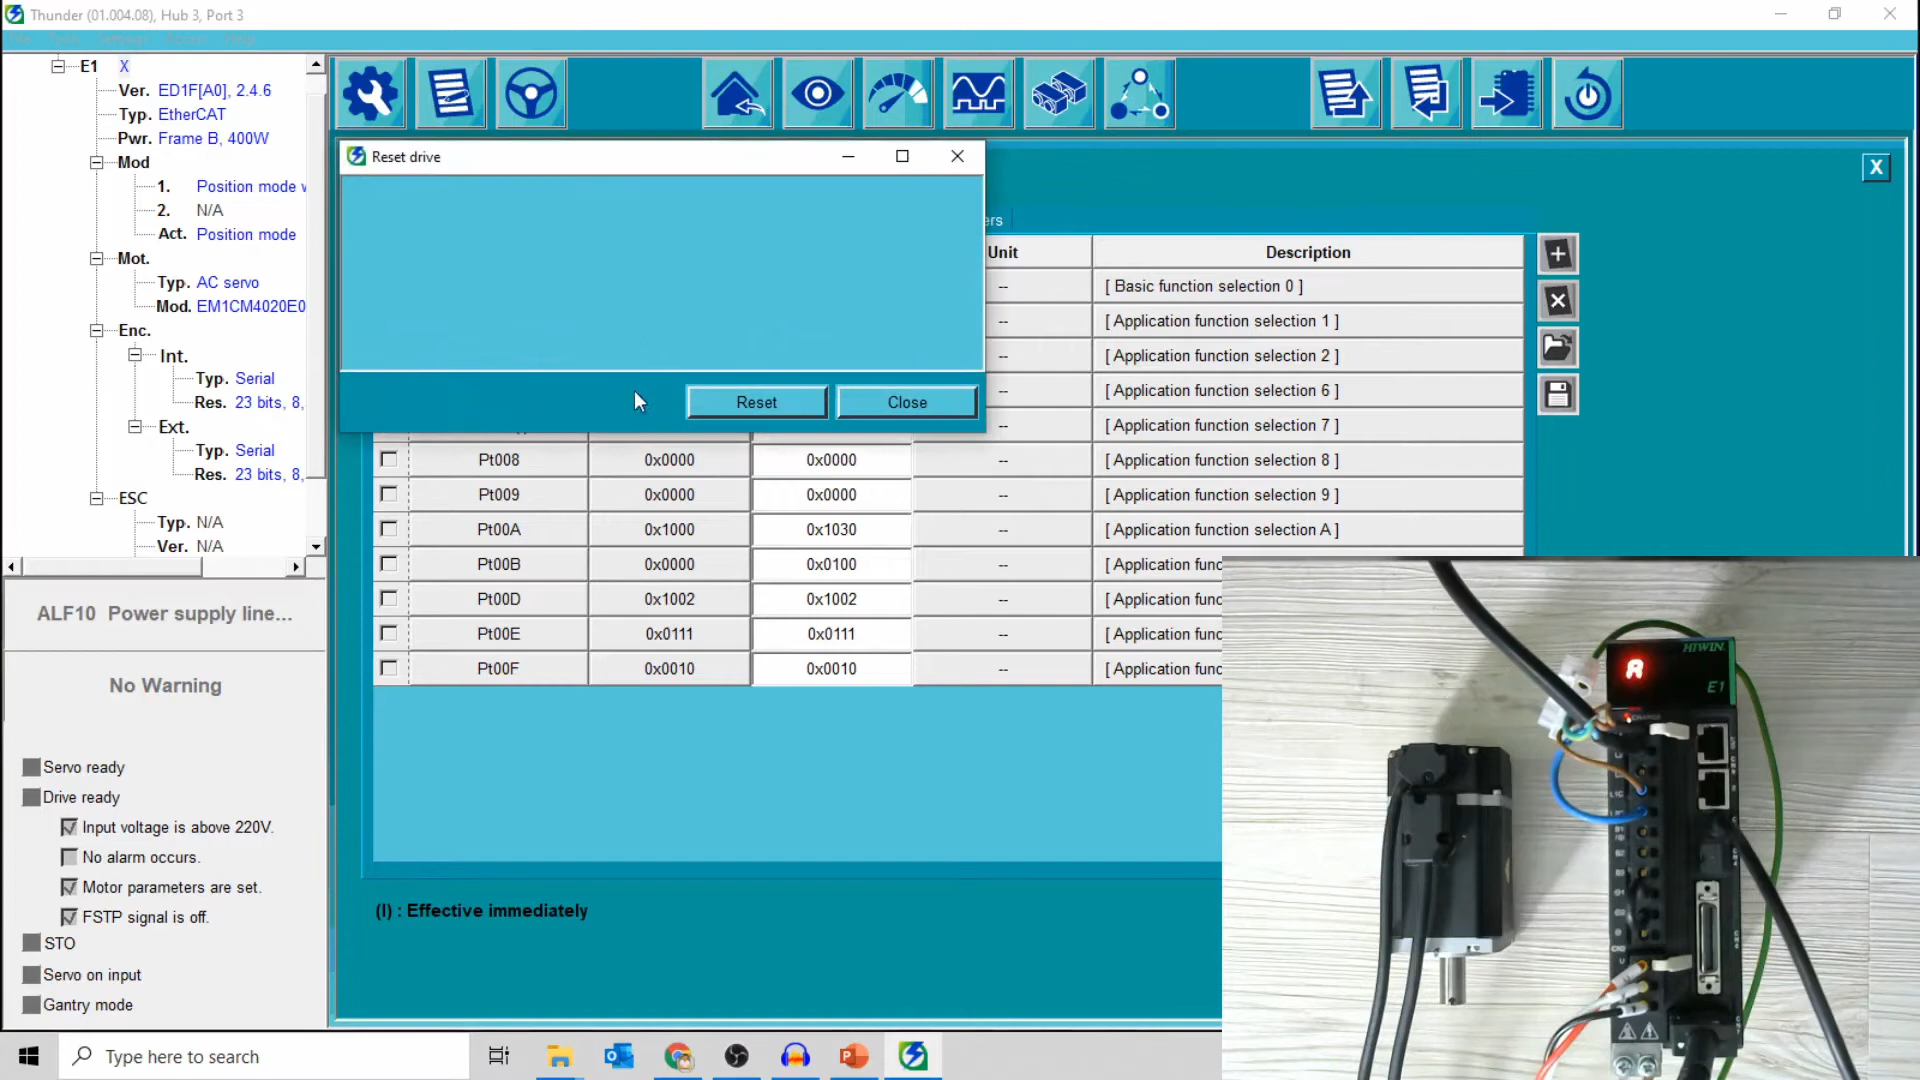 Thunder (01.004.08), Hub 3, Port 3
E1 X
Ver. ED1F[A0], 2.4.6
Typ. EtherCAT
Pwr. Frame B, 400W
Mod
1. Position mode
2. N/A
Act. Position mode
Mot.
Typ. AC servo
Mod. EM1CM4020E0
Enc.
Int.
Typ. Serial
Res. 23 bits, 8,
Ext.
Typ. Serial
Res. 23 bits, 8,
ESC
Typ. N/A
Ver. N/A
ALF10 Power supply line...
No Warning
Servo ready
Drive ready
Input voltage is above 220V.
No alarm occurs.
Motor parameters are set.
FSTP signal is off.
STO
Servo on input
Gantry mode
Reset drive
Reset
Close
X
ers
Unit
Description
-- [ Basic function selection 0 ]
-- [ Application function selection 1 ]
-- [ Application function selection 2 ]
-- [ Application function selection 6 ]
-- [ Application function selection 7 ]
Pt008 0x0000 0x0000 -- [ Application function selection 8 ]
Pt009 0x0000 0x0000 -- [ Application function selection 9 ]
Pt00A 0x1000 0x1030 -- [ Application function selection A ]
Pt00B 0x0000 0x0100 -- [ Application func
Pt00D 0x1002 0x1002 -- [ Application func
Pt00E 0x0111 0x0111 -- [ Application func
Pt00F 0x0010 0x0010 -- [ Application func
(I) : Effective immediately
HIWIN
E1
CHARGE
Type here to search